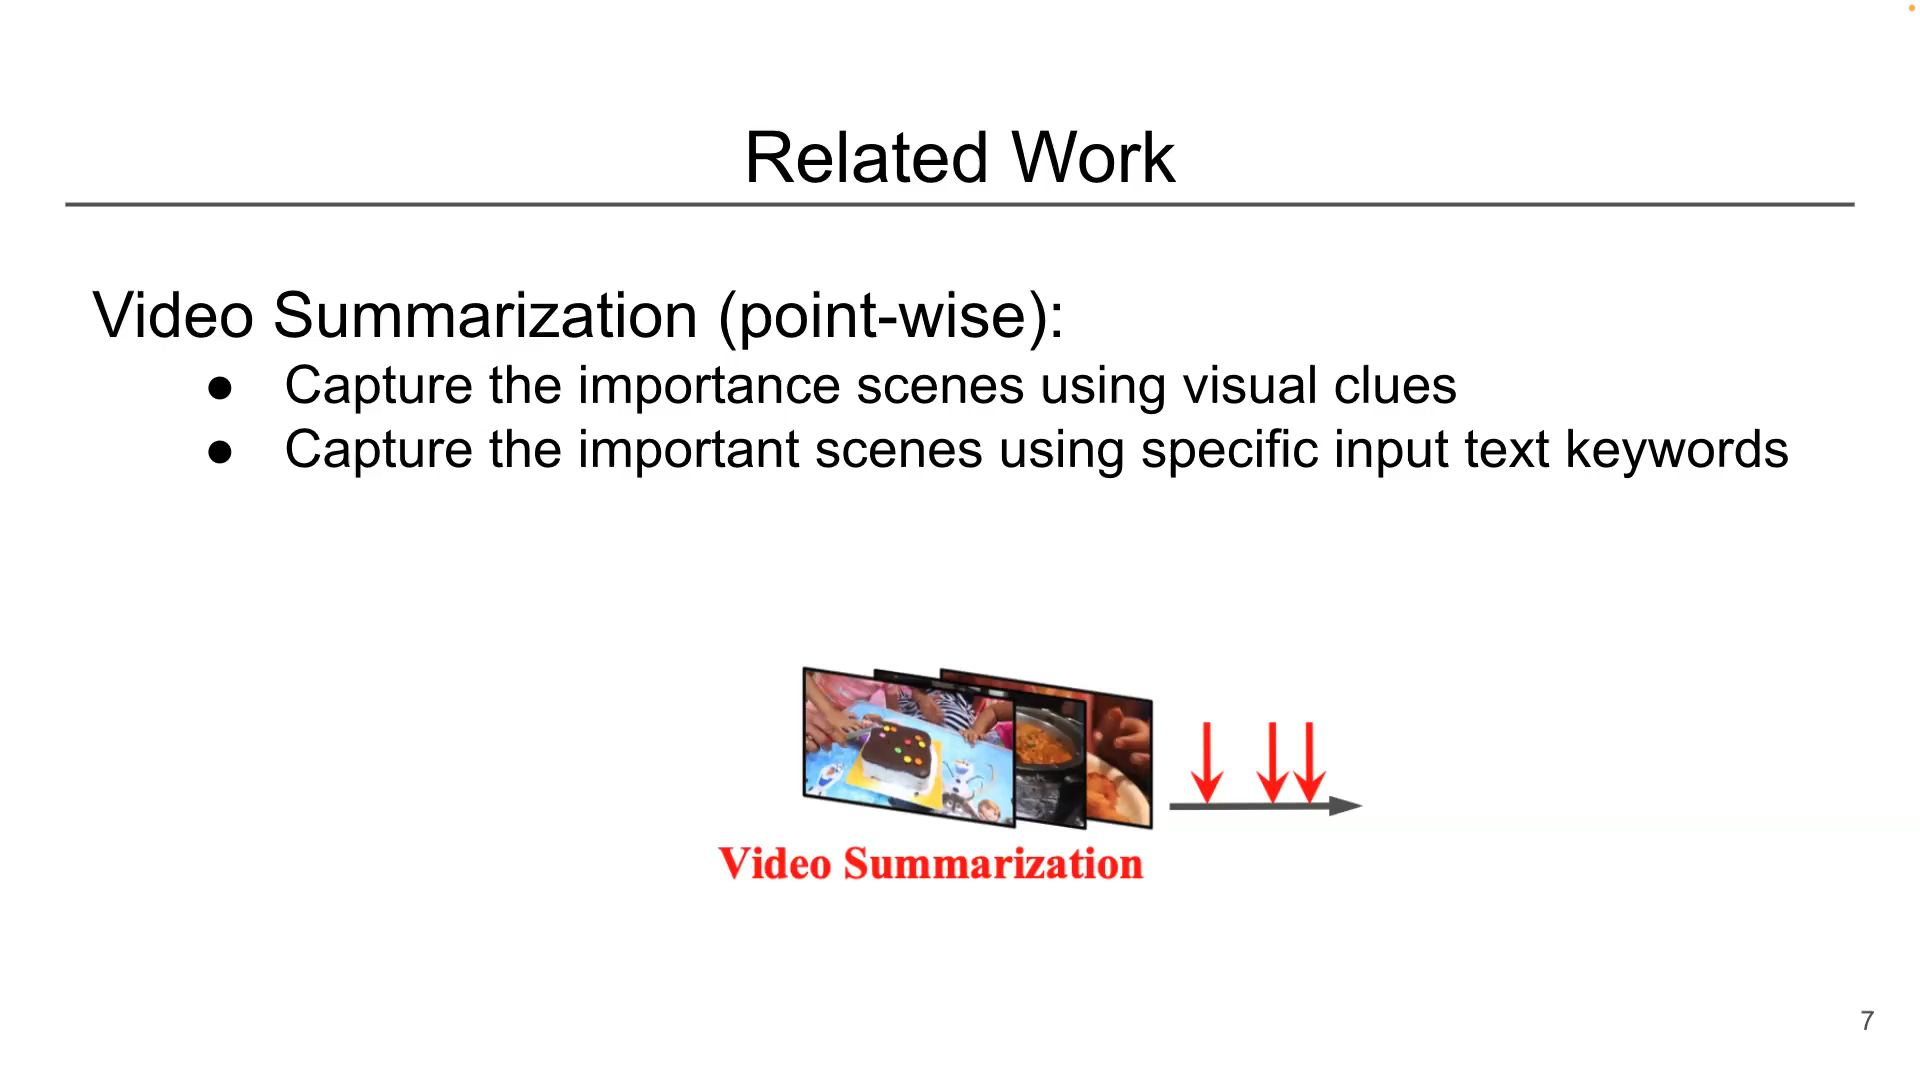 Related Work
Video Summarization (point-wise):
● Capture the importance scenes using visual clues
● Capture the important scenes using specific input text keywords
Video Summarization
7